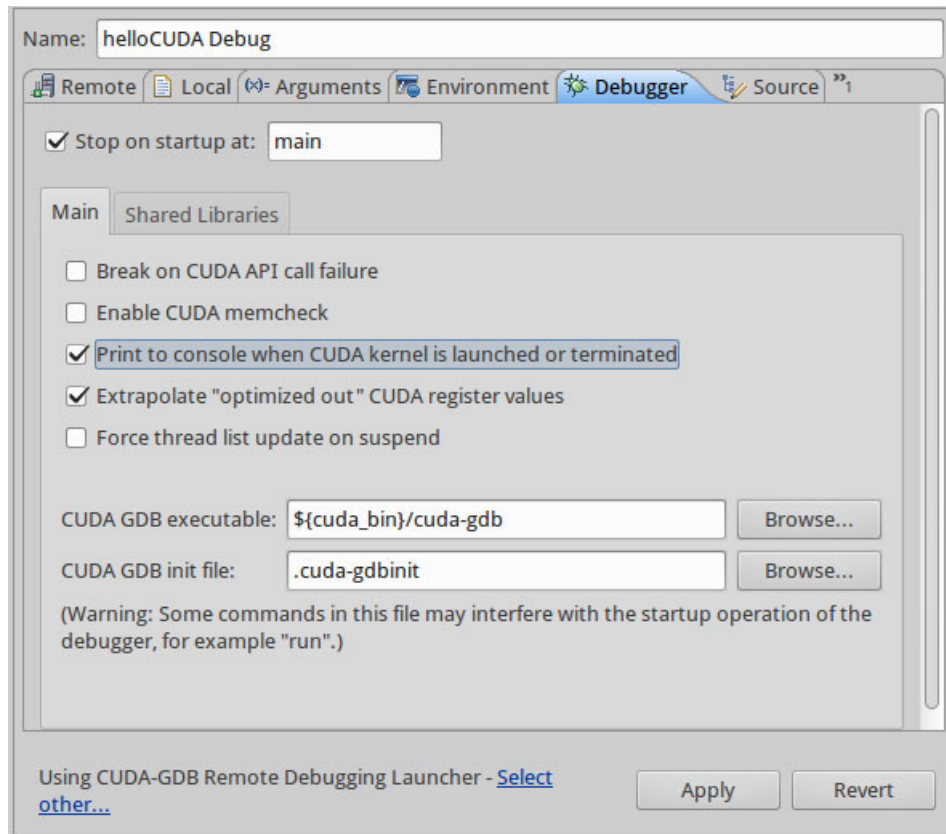 Name: helloCUDA Debug
Remote Local (x)= Arguments Environment Debugger Source »1
Stop on startup at: main
Main Shared Libraries
Break on CUDA API call failure
Enable CUDA memcheck
Print to console when CUDA kernel is launched or terminated
Extrapolate "optimized out" CUDA register values
Force thread list update on suspend
CUDA GDB executable: ${cuda_bin}/cuda-gdb Browse...
CUDA GDB init file: .cuda-gdbinit Browse...
(Warning: Some commands in this file may interfere with the startup operation of the
debugger, for example "run".)
Using CUDA-GDB Remote Debugging Launcher - Select
other...
Apply Revert